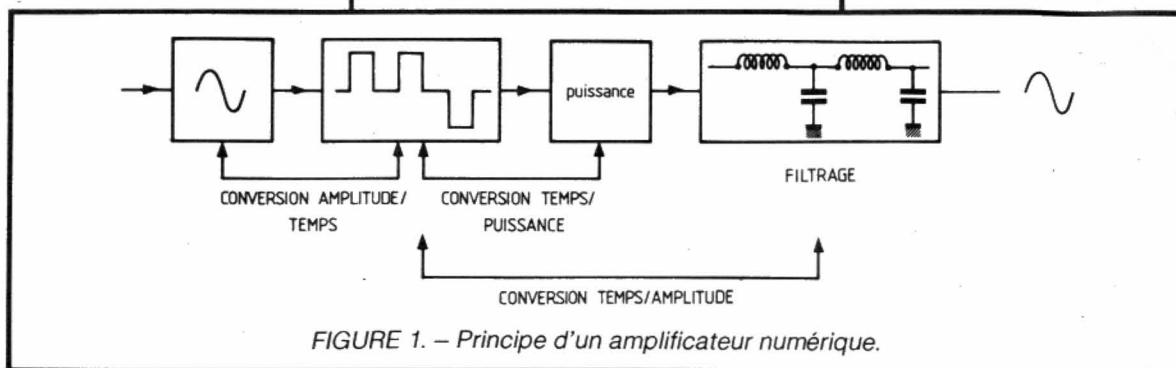 puissance
FILTRAGE
CONVERSION AMPLITUDE/
TEMPS
CONVERSION TEMPS/
PUISSANCE
CONVERSION TEMPS/AMPLITUDE
FIGURE 1. – Principe d'un amplificateur numérique.